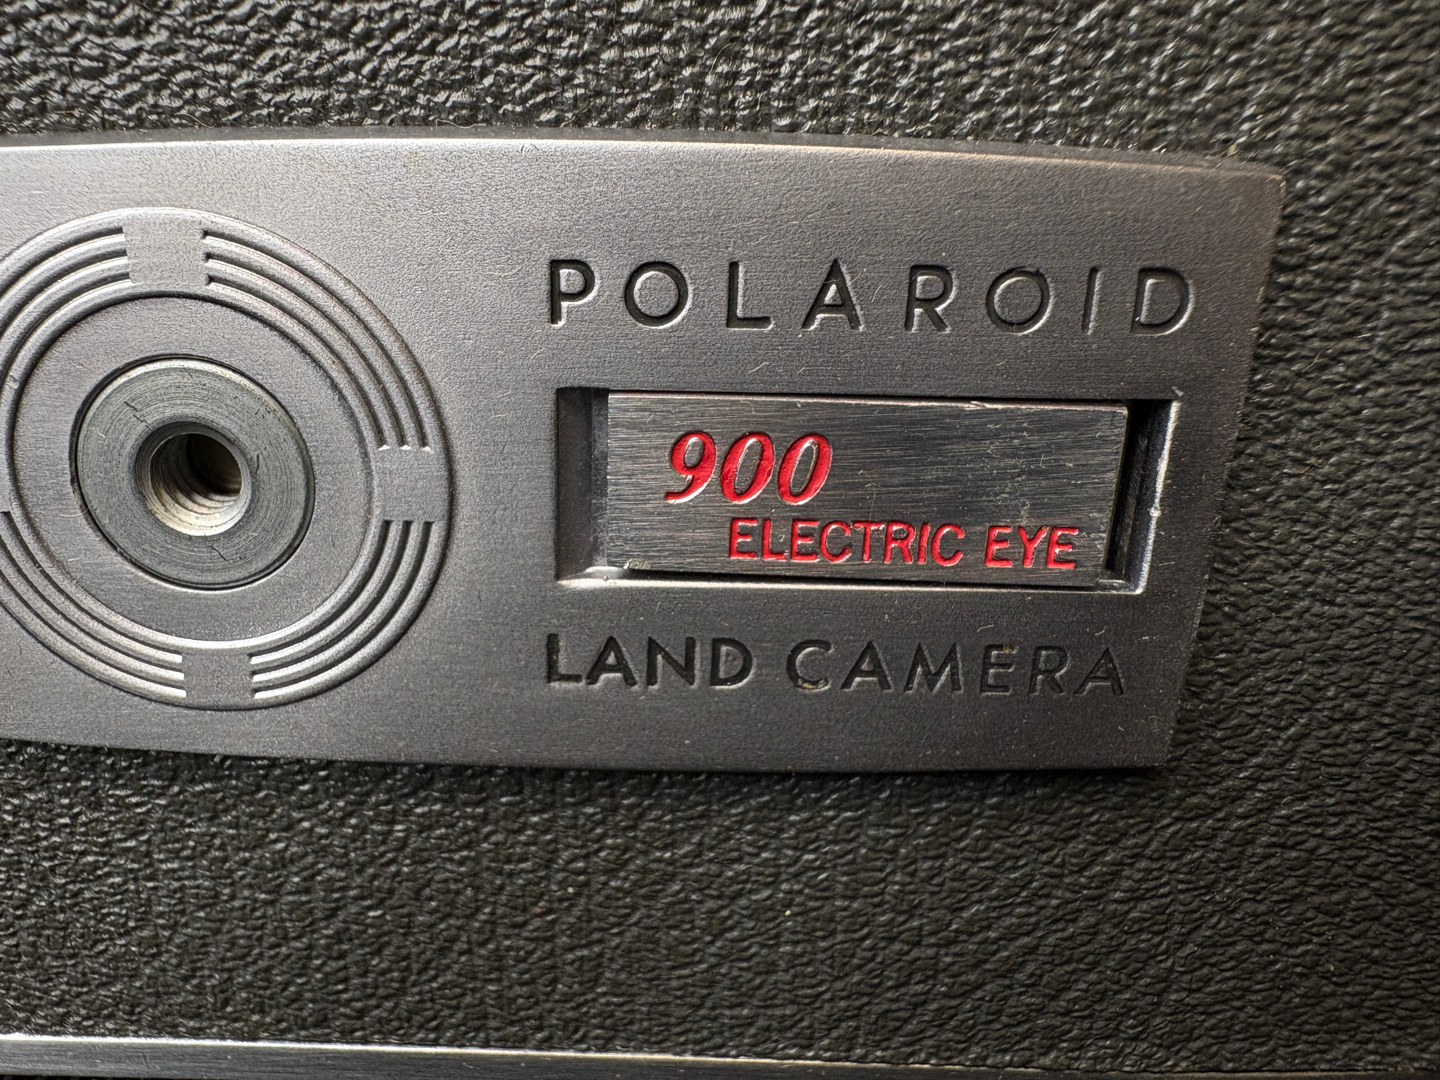 POLAROID
900
ELECTRIC EYE
LAND CAMERA